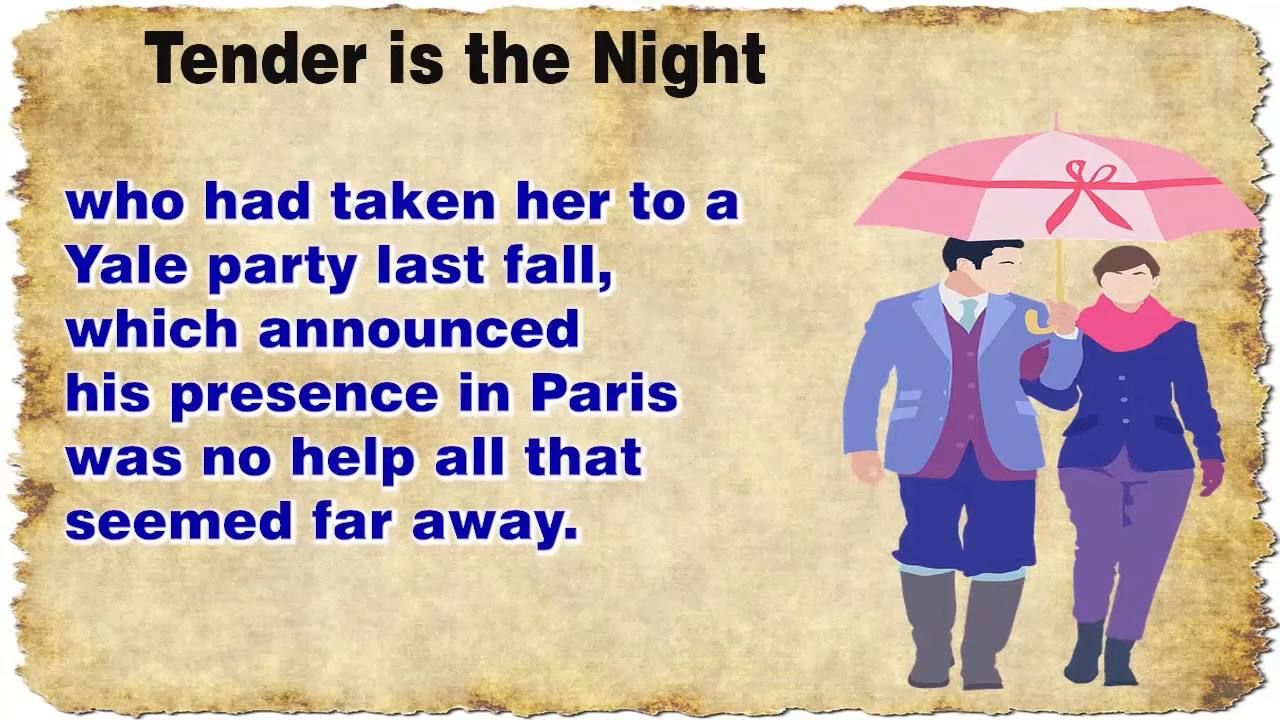 Tender is the Night
who had taken her to a
Yale party last fall,
which announced
his presence in Paris
was no help all that
seemed far away.